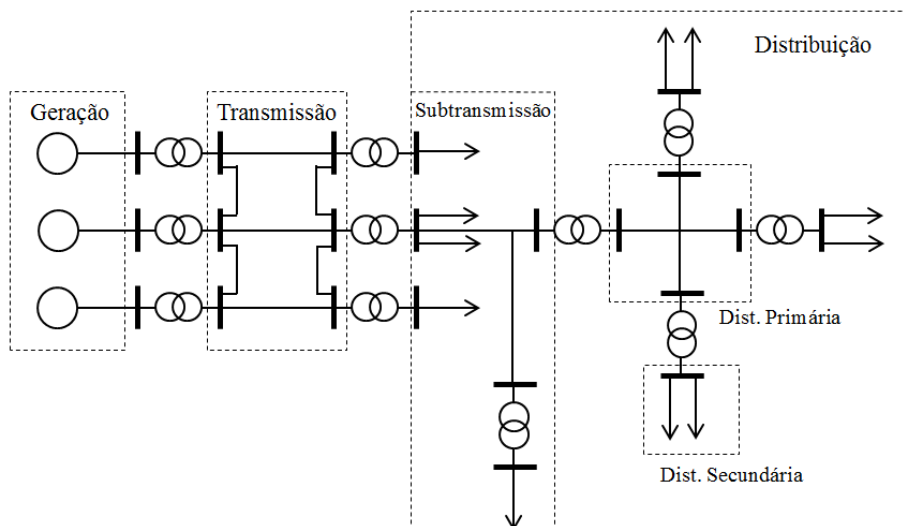 Distribuição
Geração
Transmissão
Subtransmissão
Dist. Primária
Dist. Secundária